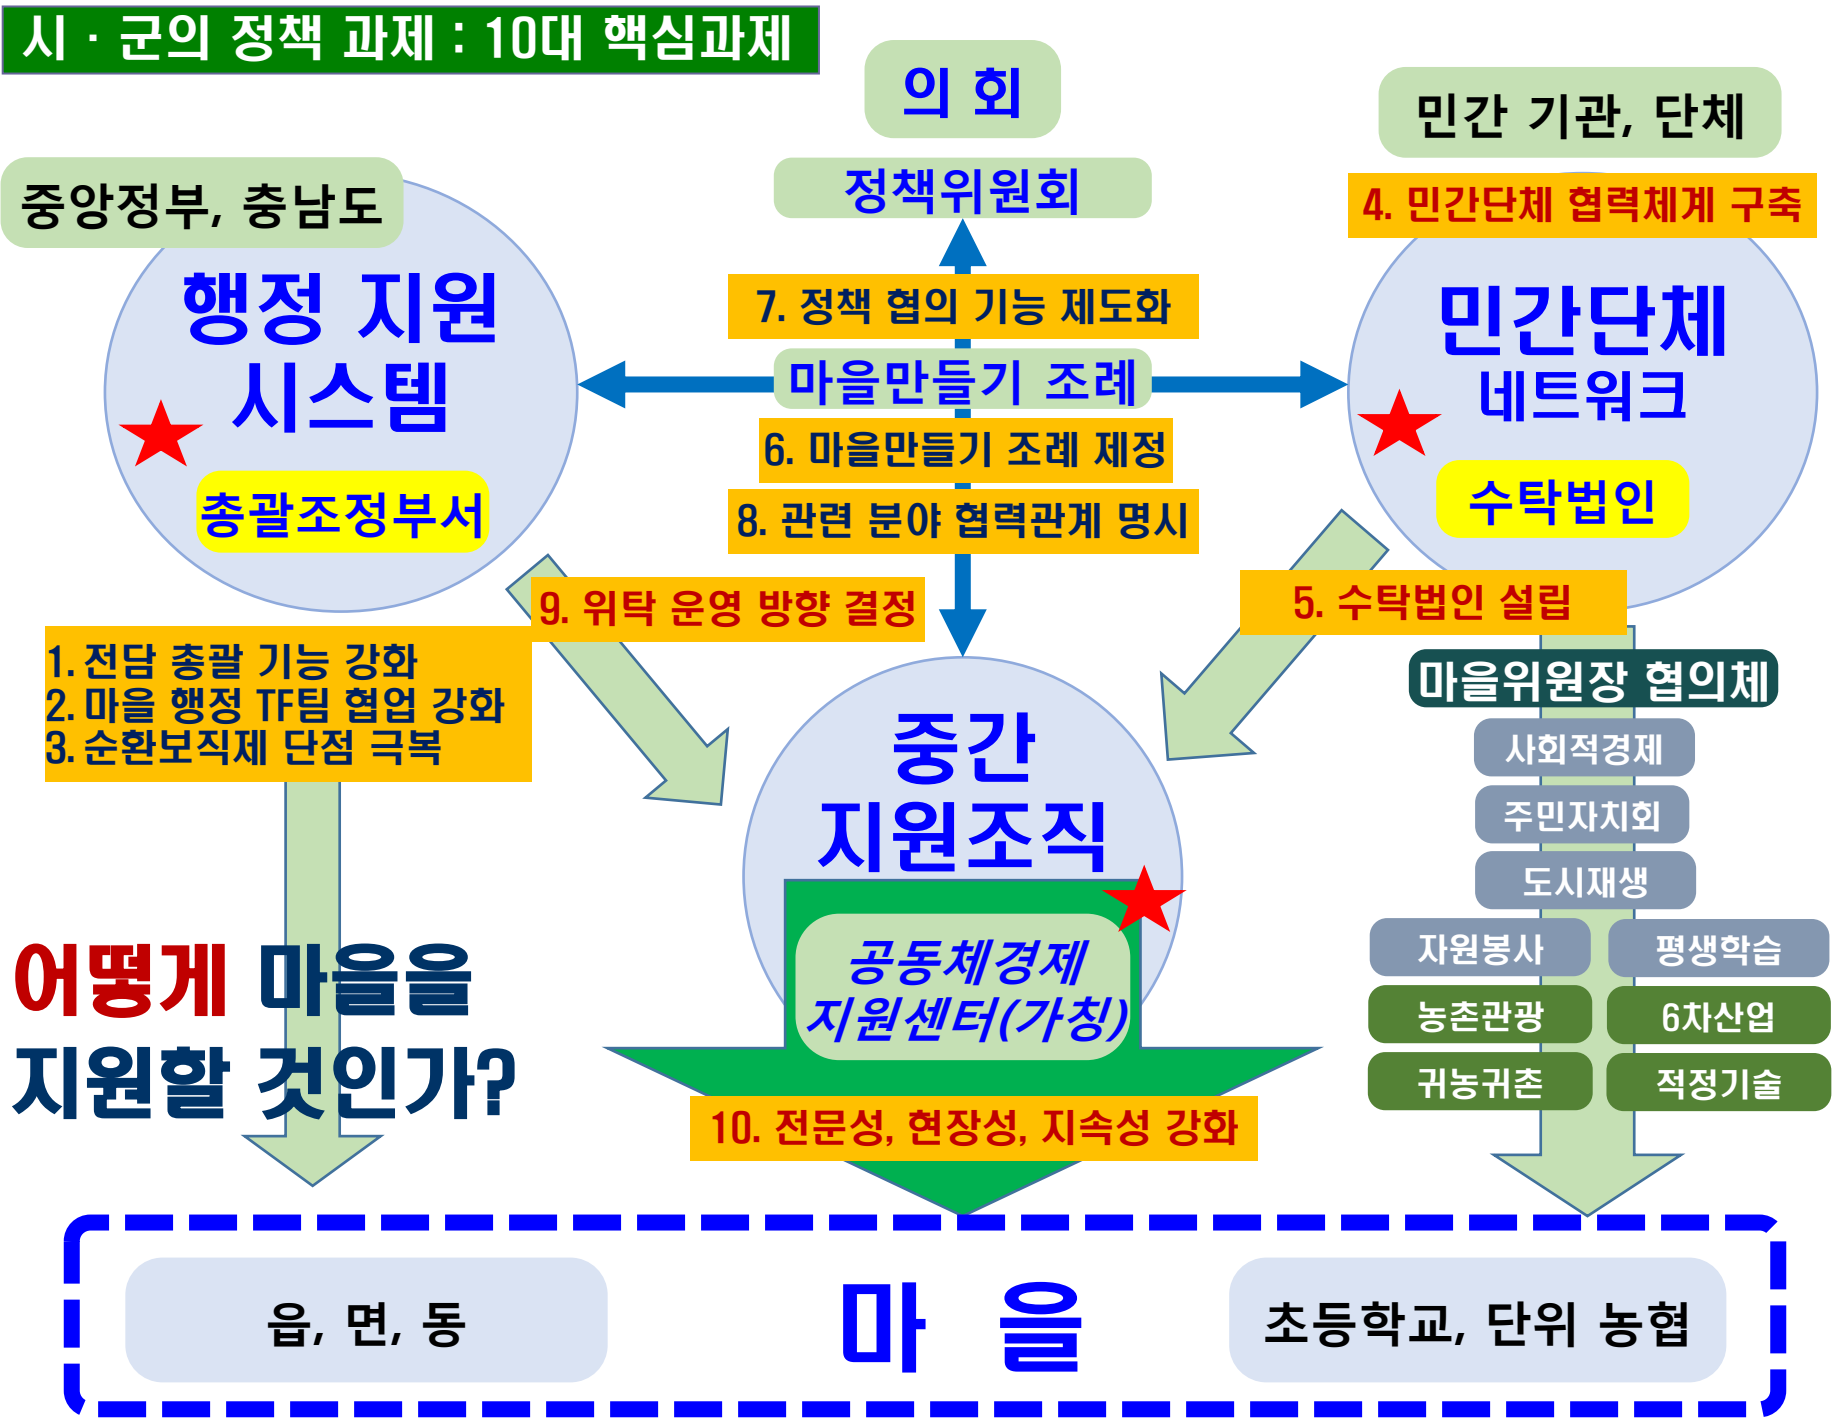 시 · 군의 정책 과제 : 10대 핵심과제
의 회
정책위원회
민간 기관, 단체
4. 민간단체 협력체계 구축
중앙정부, 충남도
행정 지원
시스템
총괄조정부서
7. 정책 협의 기능 제도화
마을만들기 조례
6. 마을만들기 조례 제정
8. 관련 분야 협력관계 명시
민간단체
네트워크
수탁법인
9. 위탁 운영 방향 결정
5. 수탁법인 설립
1. 전담 총괄 기능 강화
2. 마을 행정 TF팀 협업 강화
3. 순환보직제 단점 극복
중간
지원조직
공동체경제
지원센터(가칭)
10. 전문성, 현장성, 지속성 강화
마을위원장 협의체
사회적경제
주민자치회
도시재생
자원봉사 평생학습
농촌관광 6차산업
귀농귀촌 적정기술
어떻게 마을을
지원할 것인가?
읍, 면, 동
마 을
초등학교, 단위 농협